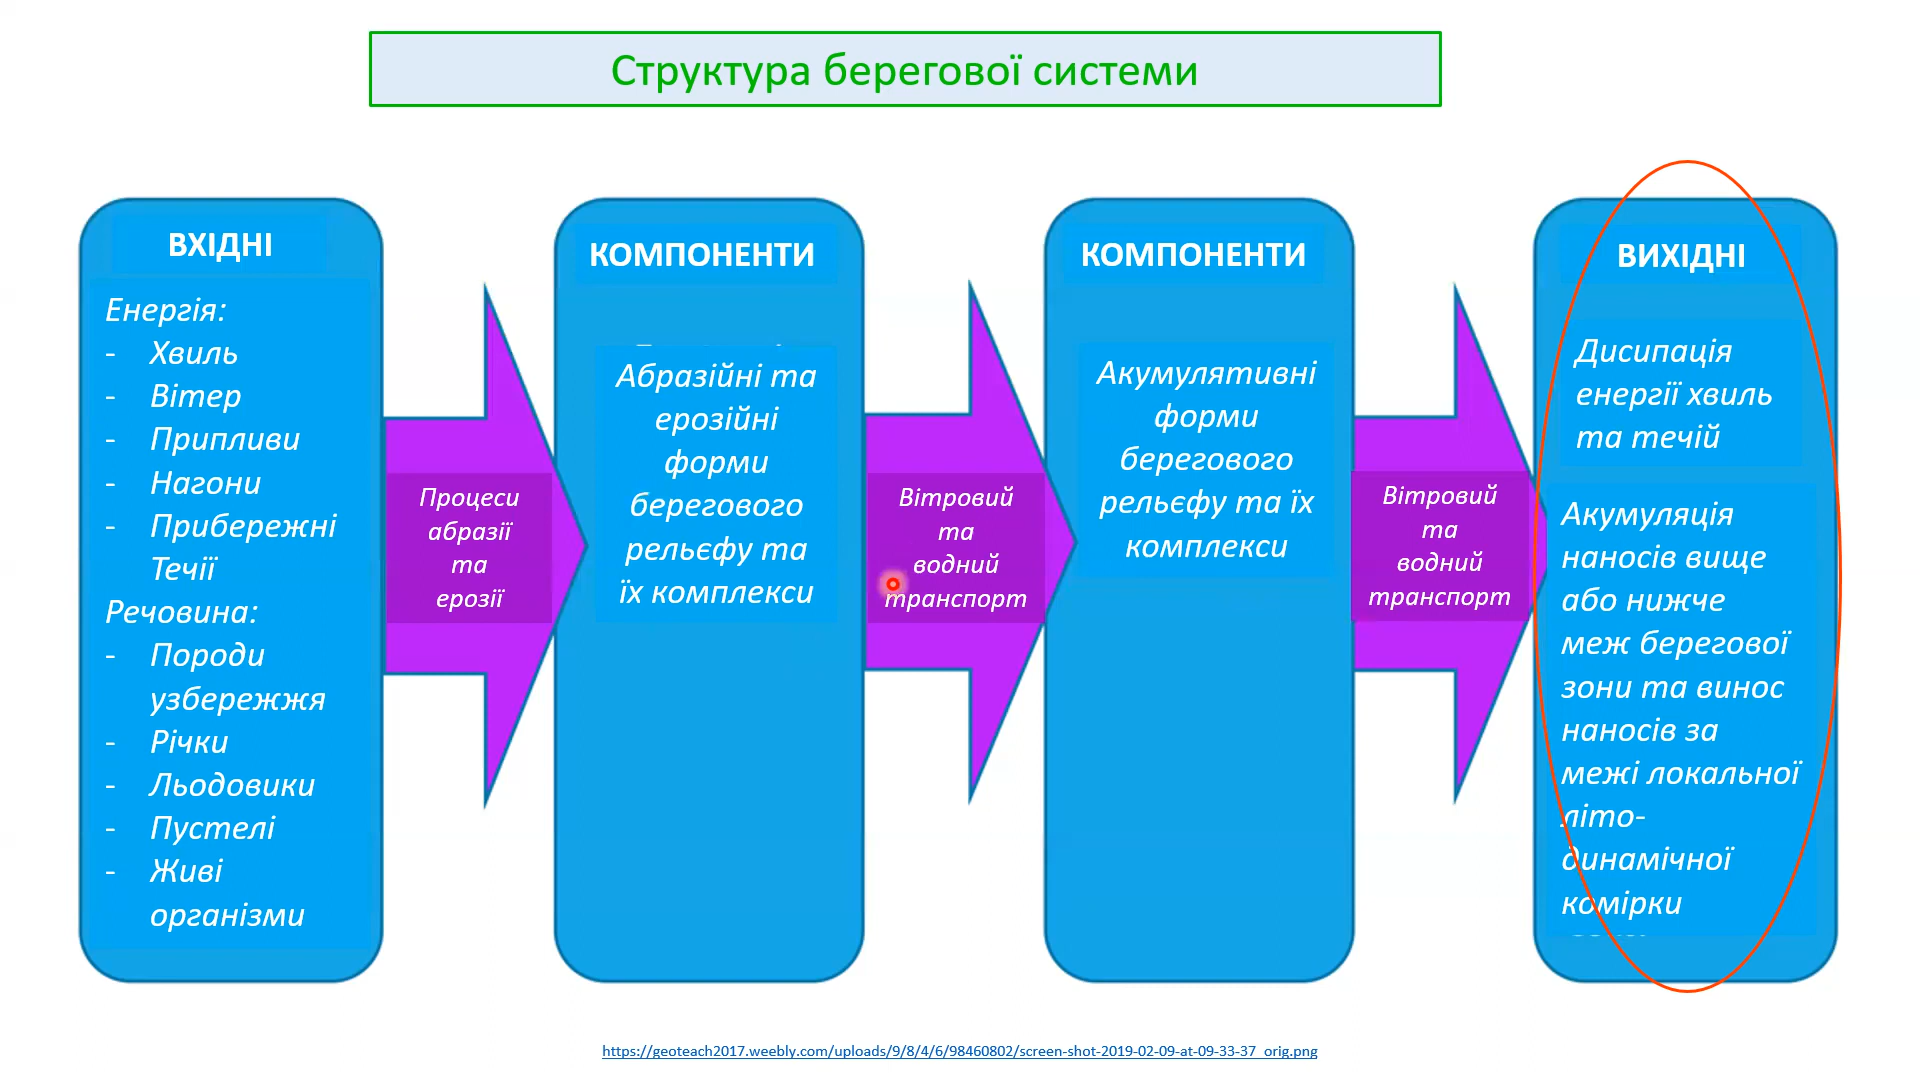 Структура берегової системи
ВХІДНІ
Енергія:
- Хвиль
- Вітер
- Припливи
- Нагони
- Прибережні
Течії
Речовина:
- Породи
узбережжя
- Річки
- Льодовики
- Пустелі
- Живі
організми
Процеси
абразії
та
ерозії
КОМПОНЕНТИ
Абразійні та
ерозійні
форми
берегового
рельєфу та
їх комплекси
Вітровий
та
водний
транспорт
КОМПОНЕНТИ
Акумулятивні
форми
берегового
рельєфу та їх
комплекси
Вітровий
та
водний
транспорт
ВИХІДНІ
Дисипація
енергії хвиль
та течій
Акумуляція
наносів вище
або нижче
меж берегової
зони та винос
наносів за
межі локальної
літо-
динамічної
комірки
https://geoteach2017.weebly.com/uploads/9/8/4/6/98460802/screen-shot-2019-02-09-at-09-33-37_orig.png